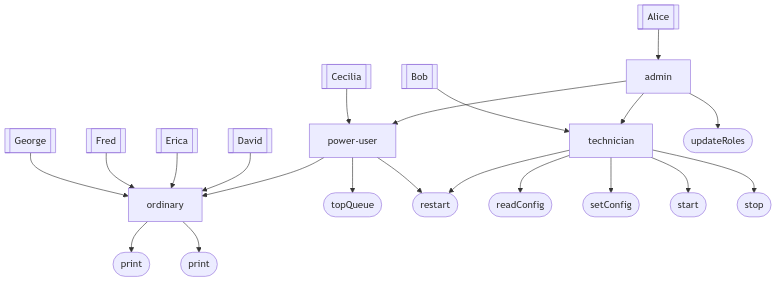 Alice
Cecilia
Bob
admin
George
Fred
Erica
David
power-user
technician
updateRoles
ordinary
topQueue
restart
readConfig
setConfig
start
stop
print
print